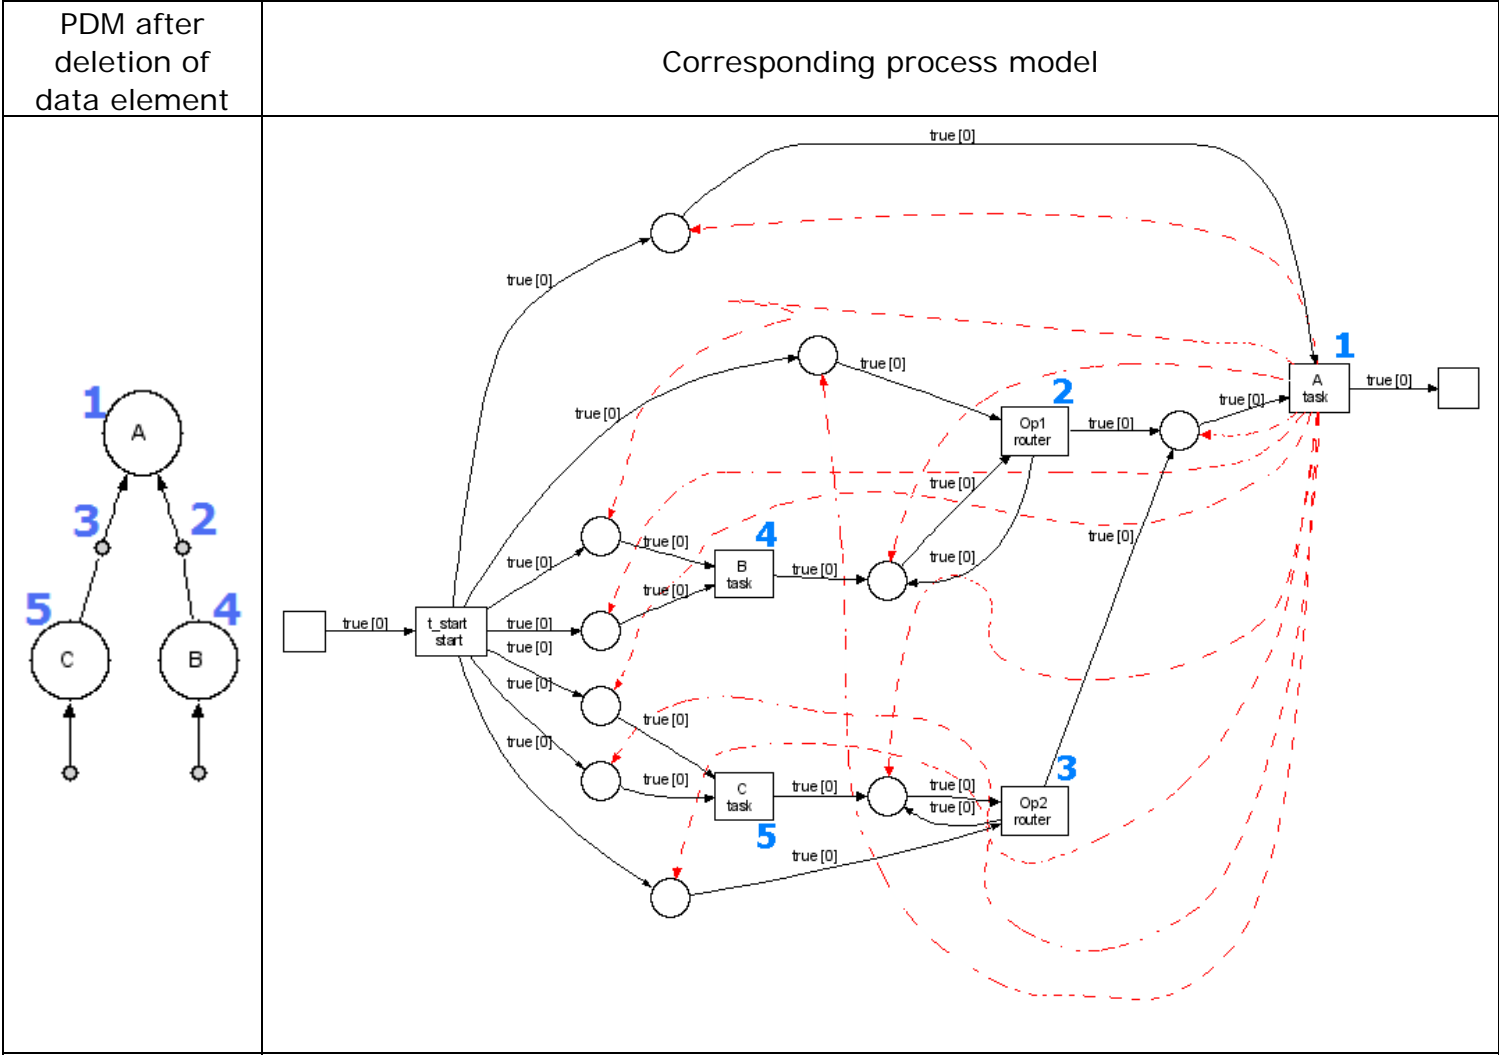 PDM after
deletion of
data element
Corresponding process model
1
A
3
2
5
4
C
B
true [0]
true [0]
1
true [0]
A
task
true [0]
2
true [0]
Op1
router
true [0]
true [0]
true [0]
4
true [0]
true [0]
B
task
true [0]
true [0]
true [0]
true [0]
true [0]
t_start
start
true [0]
true [0]
true [0]
true [0]
true [0]
3
true [0]
C
task
true [0]
true [0]
true [0]
Op2
router
5
true [0]